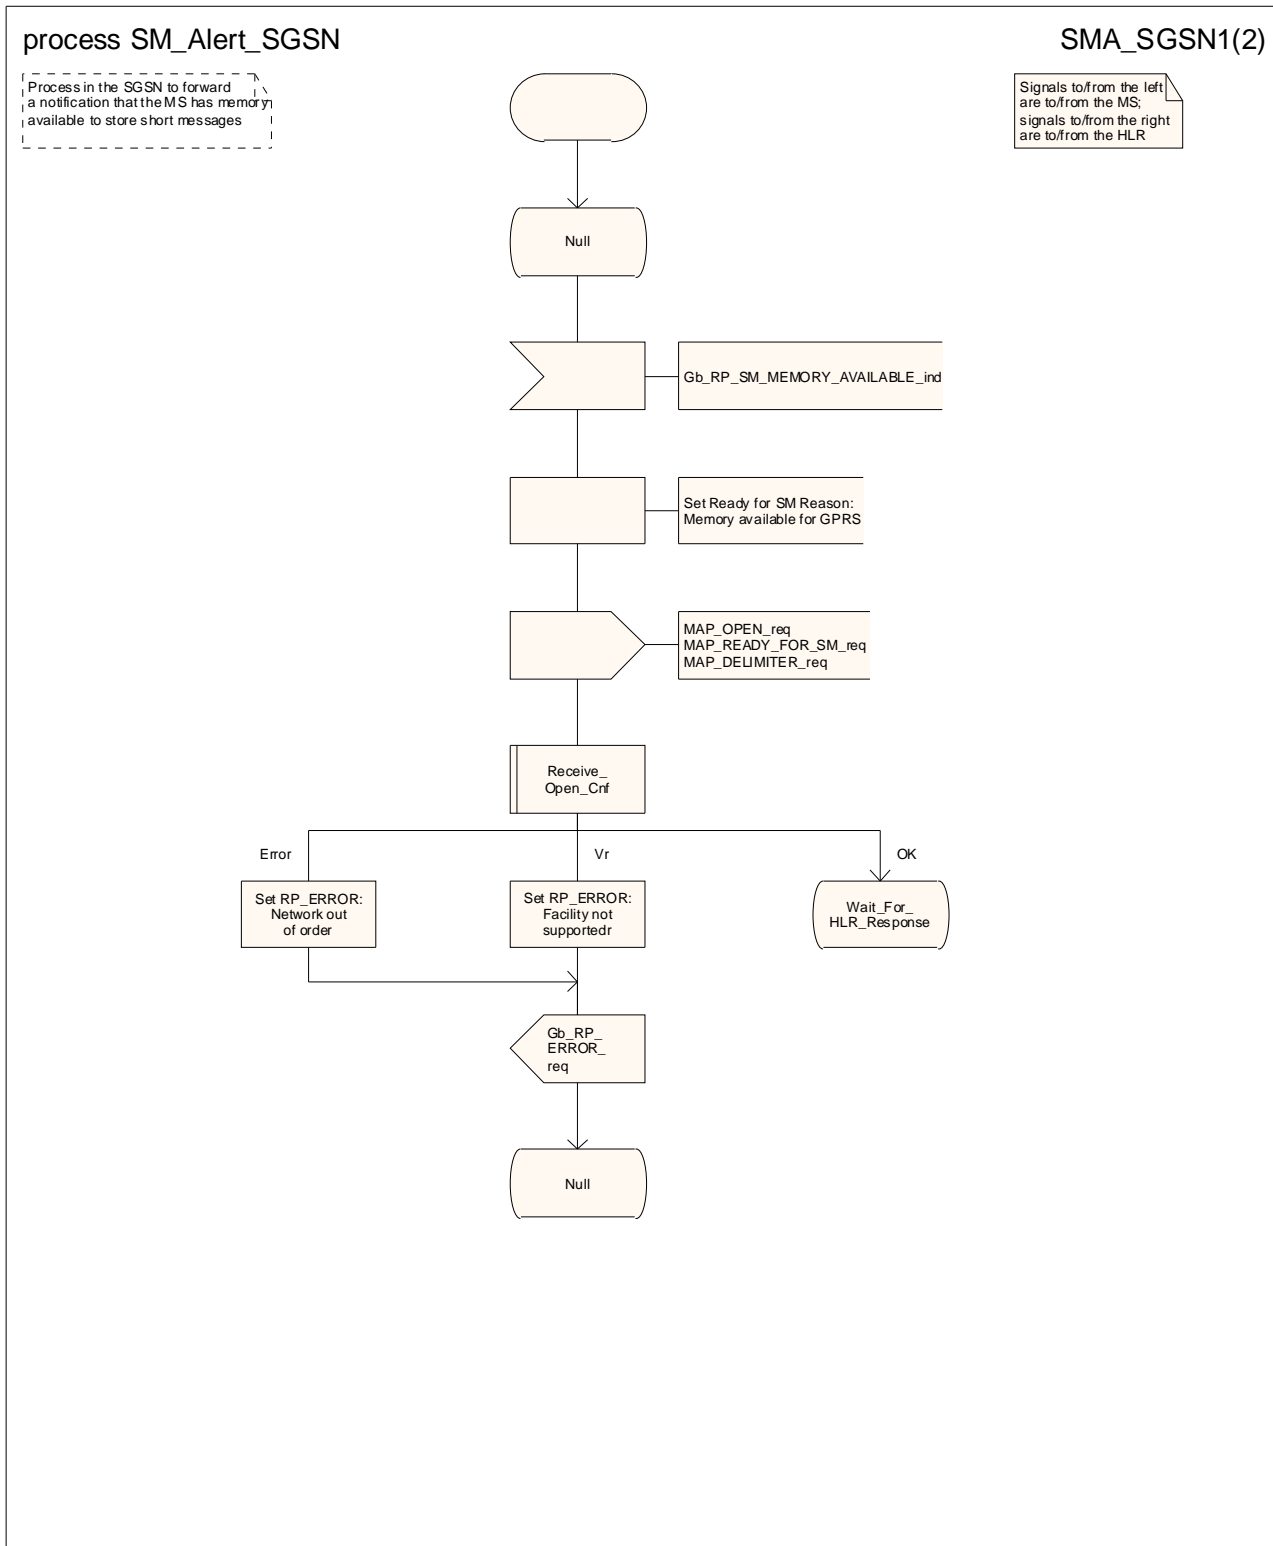 process SM_Alert_SGSN
SMA_SGSN1(2)
Process in the SGSN to forward
a notification that the MS has memory
available to store short messages
Signals to/from the left
are to/from the MS;
signals to/from the right
are to/from the HLR
Null
Gb_RP_SM_MEMORY_AVAILABLE_ind
Set Ready for SM Reason:
Memory available for GPRS
MAP_OPEN_req
MAP_READY_FOR_SM_req
MAP_DELIMITER_req
Receive_
Open_Cnf
Error
Vr
OK
Set RP_ERROR:
Network out
of order
Set RP_ERROR:
Facility not
supportedr
Wait_For_
HLR_Response
Gb_RP_
ERROR_
req
Null